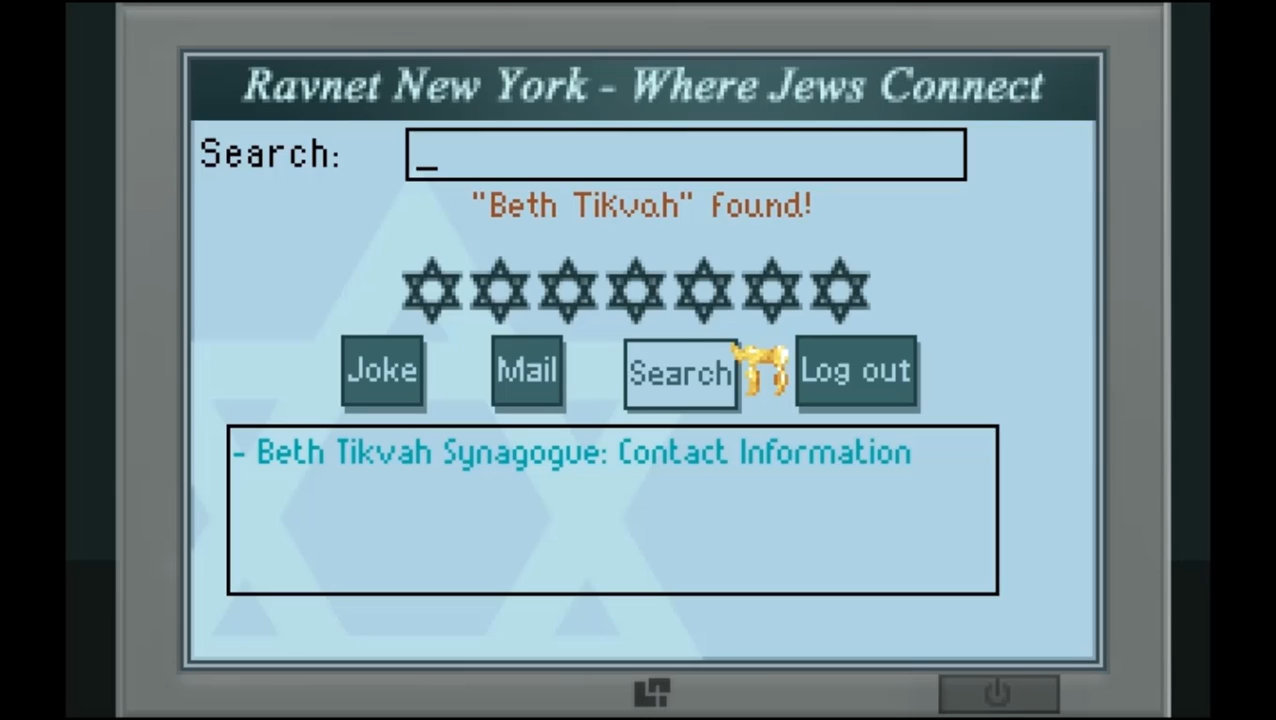 Ravnet New York - Where Jews Connect
Search: _
"Beth Tikvah" found!
Joke Mail Search Log out
- Beth Tikvah Synagogue: Contact Information